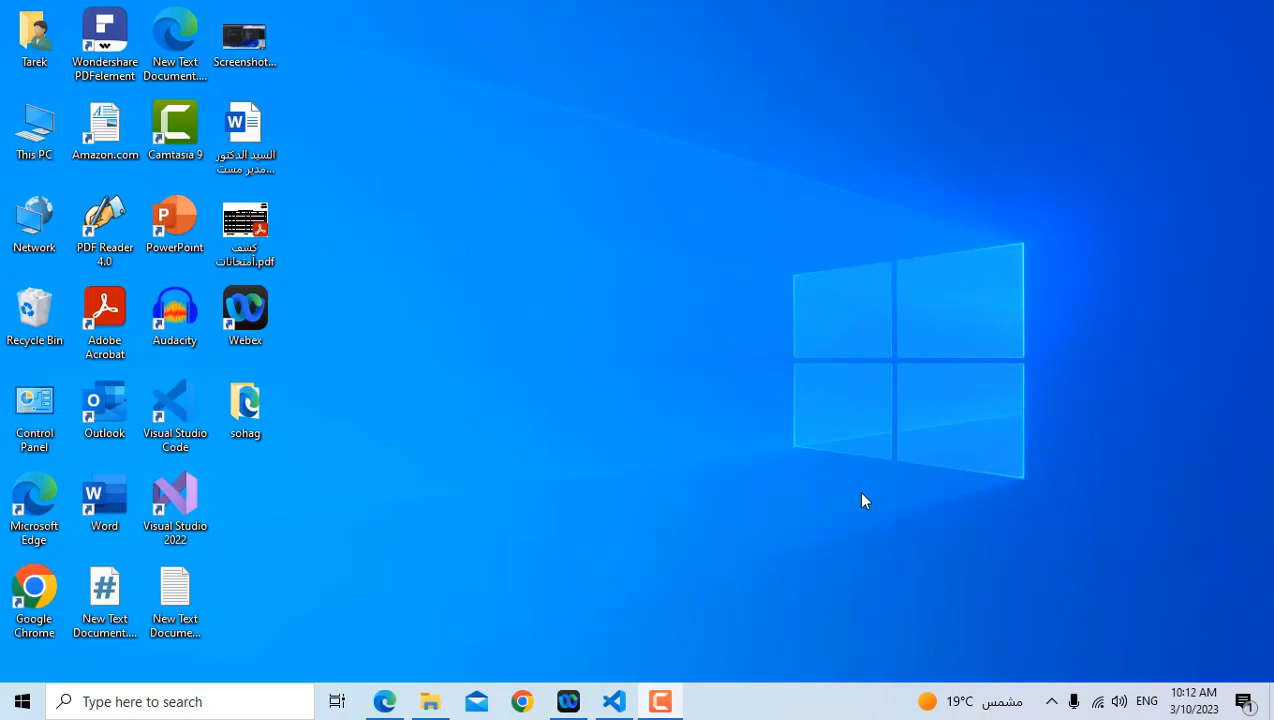 Tarek
Wondershare
PDFelement
New Text
Document....
Screenshot...
This PC
Amazon.com
Camtasia 9
السيد الدكتور
مدير مست...
Network
PDF Reader
4.0
PowerPoint
كشف
امتحانات.pdf
Recycle Bin
Adobe
Acrobat
Audacity
Webex
Control
Panel
Outlook
Visual Studio
Code
sohag
Microsoft
Edge
Word
Visual Studio
2022
Google
Chrome
New Text
Document....
New Text
Docume...
Type here to search
19°C مشمس
ENG
10:12 AM
3/10/2023
1